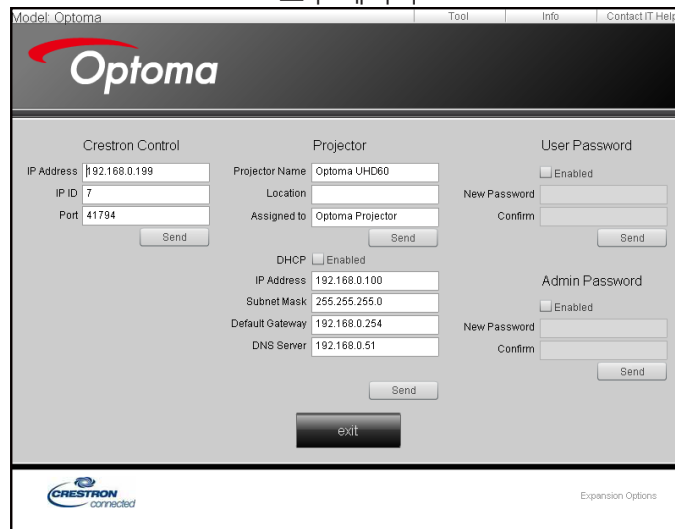 Model: Optoma
Tool Info Contact IT Help
Optoma
Crestron Control
IP Address 192.168.0.199
IP ID 7
Port 41794
Send
Projector
Projector Name Optoma UHD60
Location
Assigned to Optoma Projector
Send
DHCP Enabled
IP Address 192.168.0.100
Subnet Mask 255.255.255.0
Default Gateway 192.168.0.254
DNS Server 192.168.0.51
Send
User Password
Enabled
New Password
Confirm
Send
Admin Password
Enabled
New Password
Confirm
Send
exit
CRESTRON
connected
Expansion Options